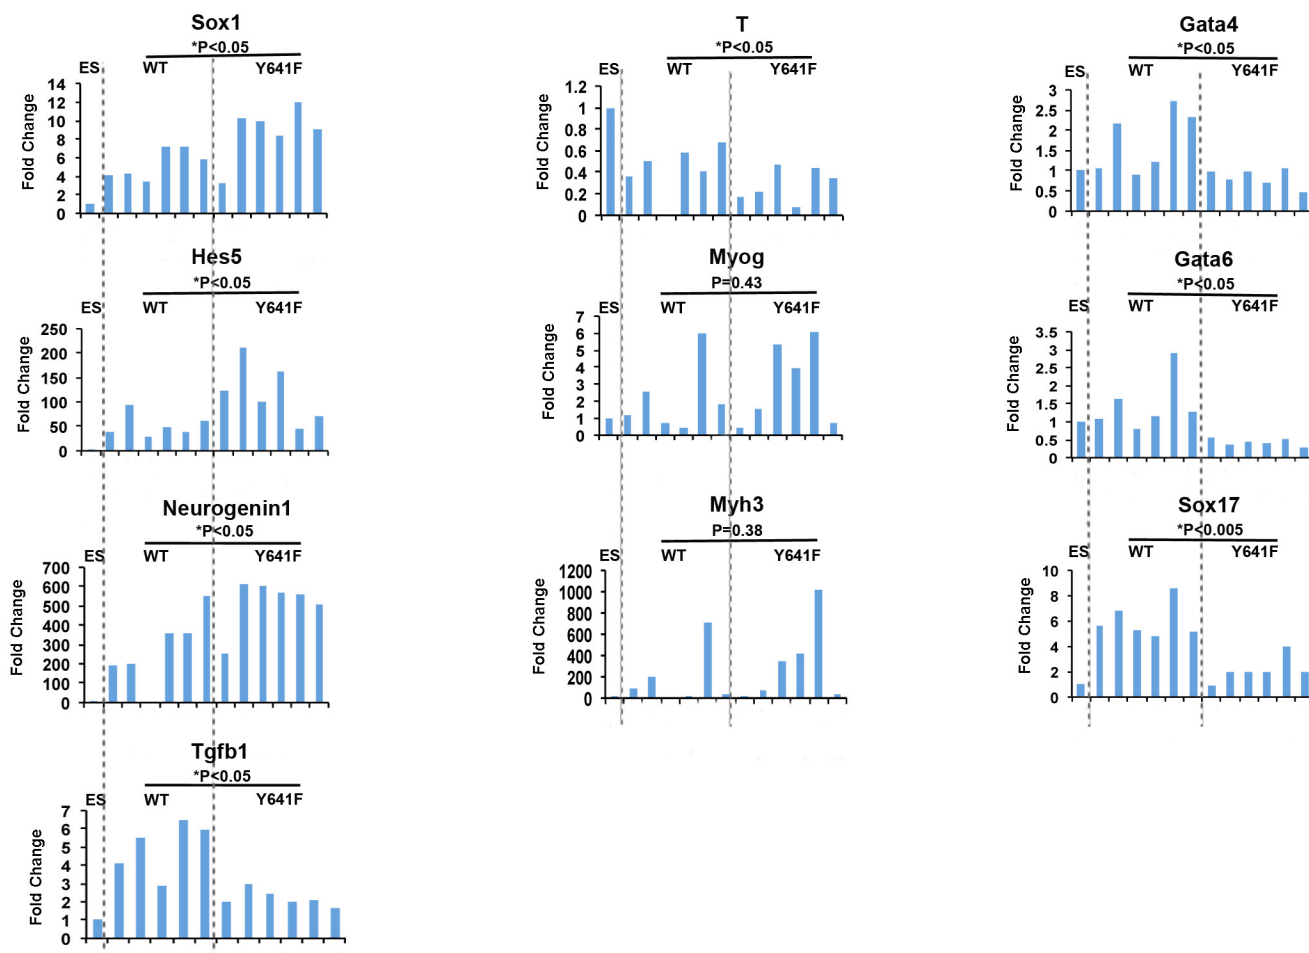 Sox1
*P<0.05
ES WT Y641F
Fold Change
14
12
10
8
6
4
2
0
Hes5
*P<0.05
ES WT Y641F
Fold Change
250
200
150
100
50
0
Neurogenin1
*P<0.05
ES WT Y641F
Fold Change
700
600
500
400
300
200
100
0
Tgfb1
*P<0.05
ES WT Y641F
Fold Change
7
6
5
4
3
2
1
0
T
*P<0.05
ES WT Y641F
Fold Change
1.2
1
0.8
0.6
0.4
0.2
0
Myog
P=0.43
ES WT Y641F
Fold Change
7
6
5
4
3
2
1
0
Myh3
P=0.38
ES WT Y641F
Fold Change
1200
1000
800
600
400
200
0
Gata4
*P<0.05
ES WT Y641F
Fold Change
3
2.5
2
1.5
1
0.5
0
Gata6
*P<0.05
ES WT Y641F
Fold Change
3.5
3
2.5
2
1.5
1
0.5
0
Sox17
*P<0.005
ES WT Y641F
Fold Change
10
8
6
4
2
0